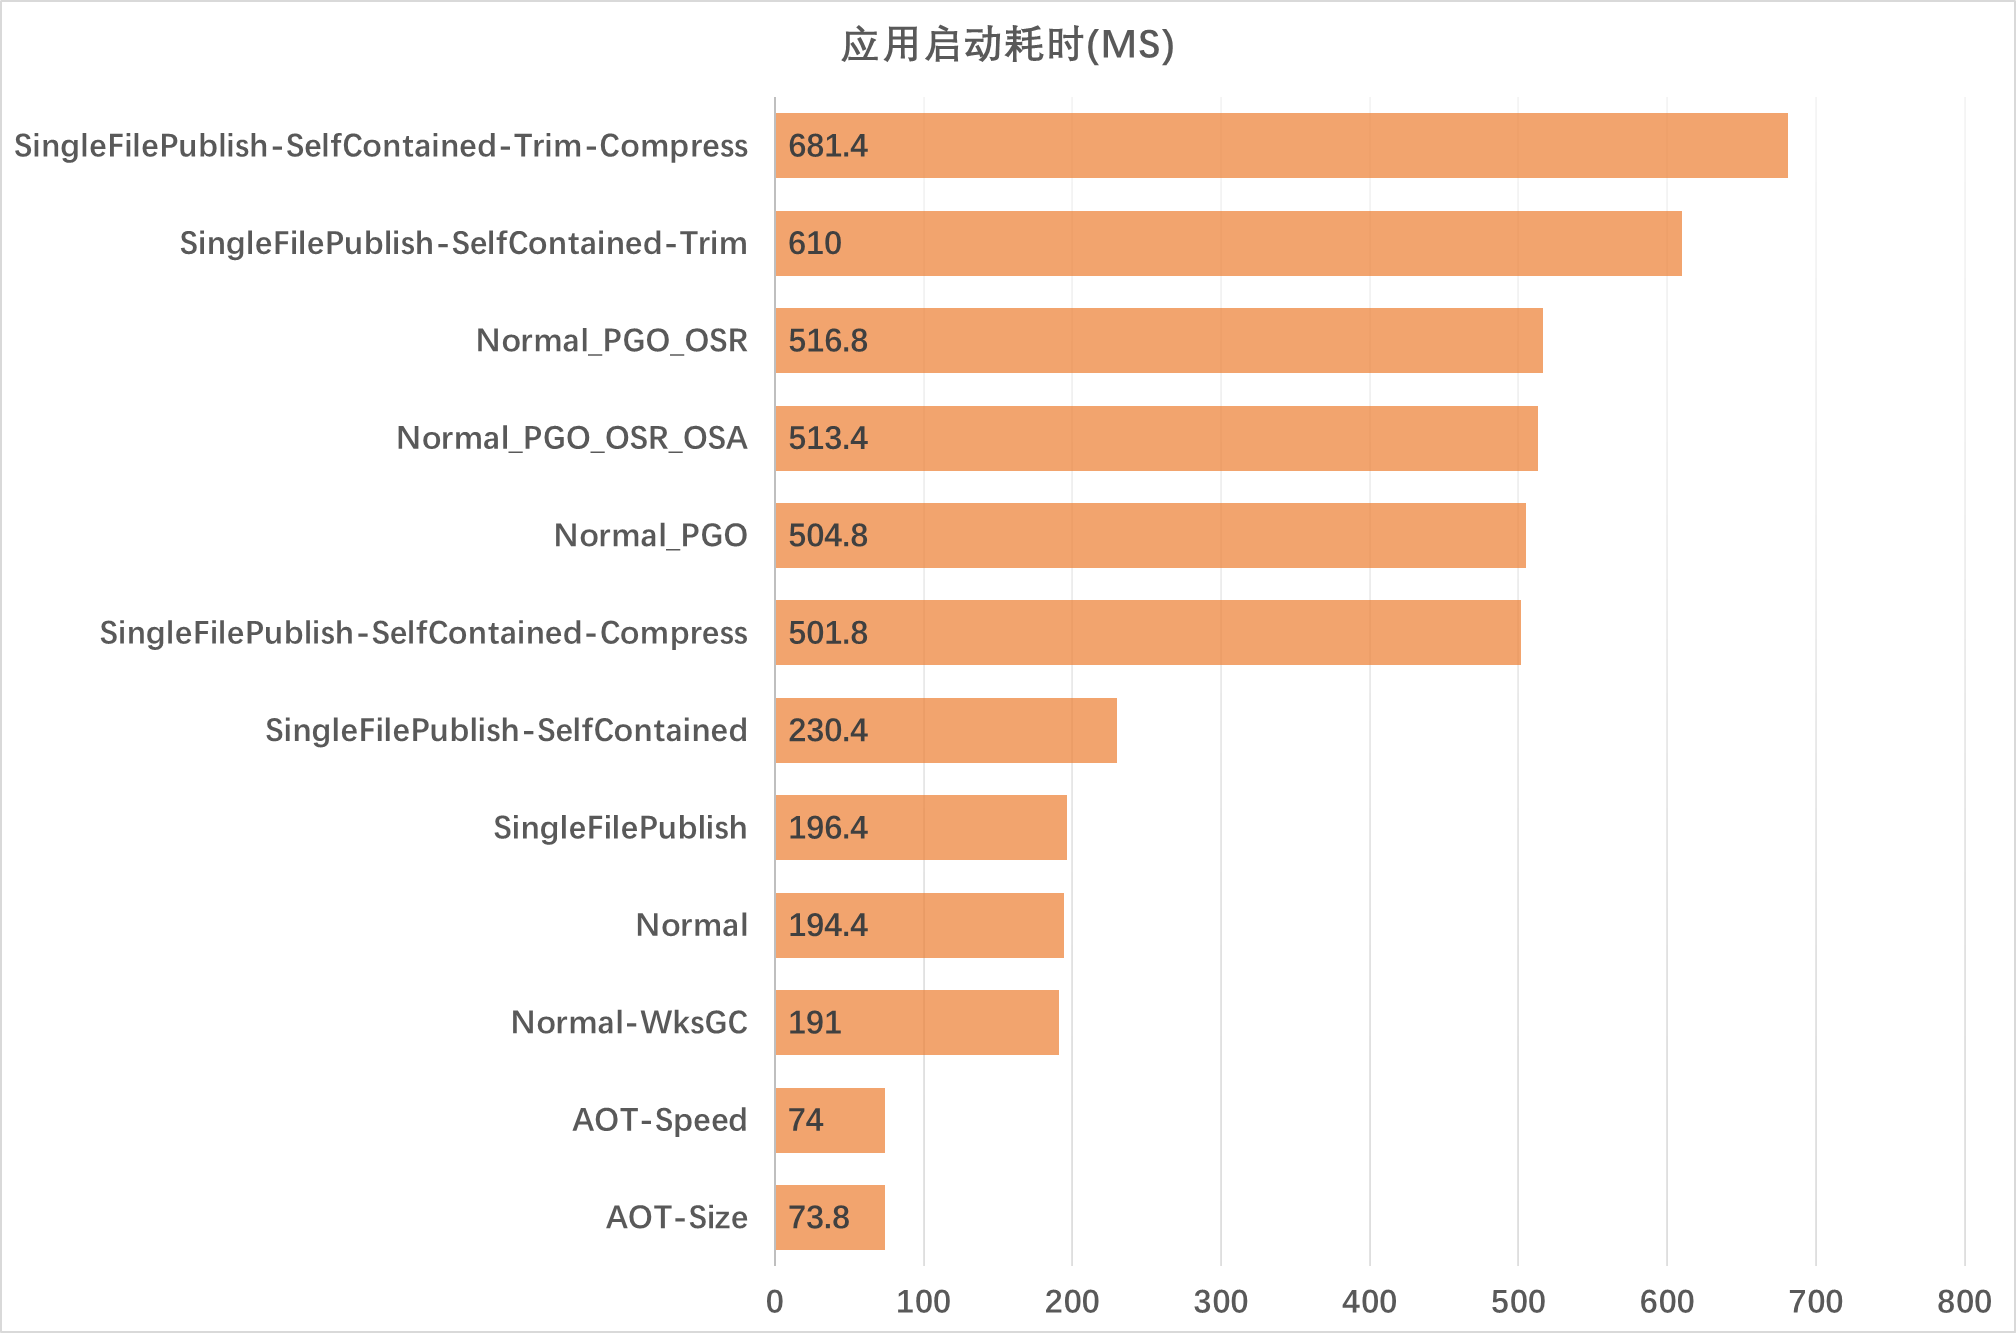 应用启动耗时(MS)
SingleFilePublish-SelfContained-Trim-Compress 681.4
SingleFilePublish-SelfContained-Trim 610
Normal_PGO_OSR 516.8
Normal_PGO_OSR_OSA 513.4
Normal_PGO 504.8
SingleFilePublish-SelfContained-Compress 501.8
SingleFilePublish-SelfContained 230.4
SingleFilePublish 196.4
Normal 194.4
Normal-WksGC 191
AOT-Speed 74
AOT-Size 73.8
0 100 200 300 400 500 600 700 800